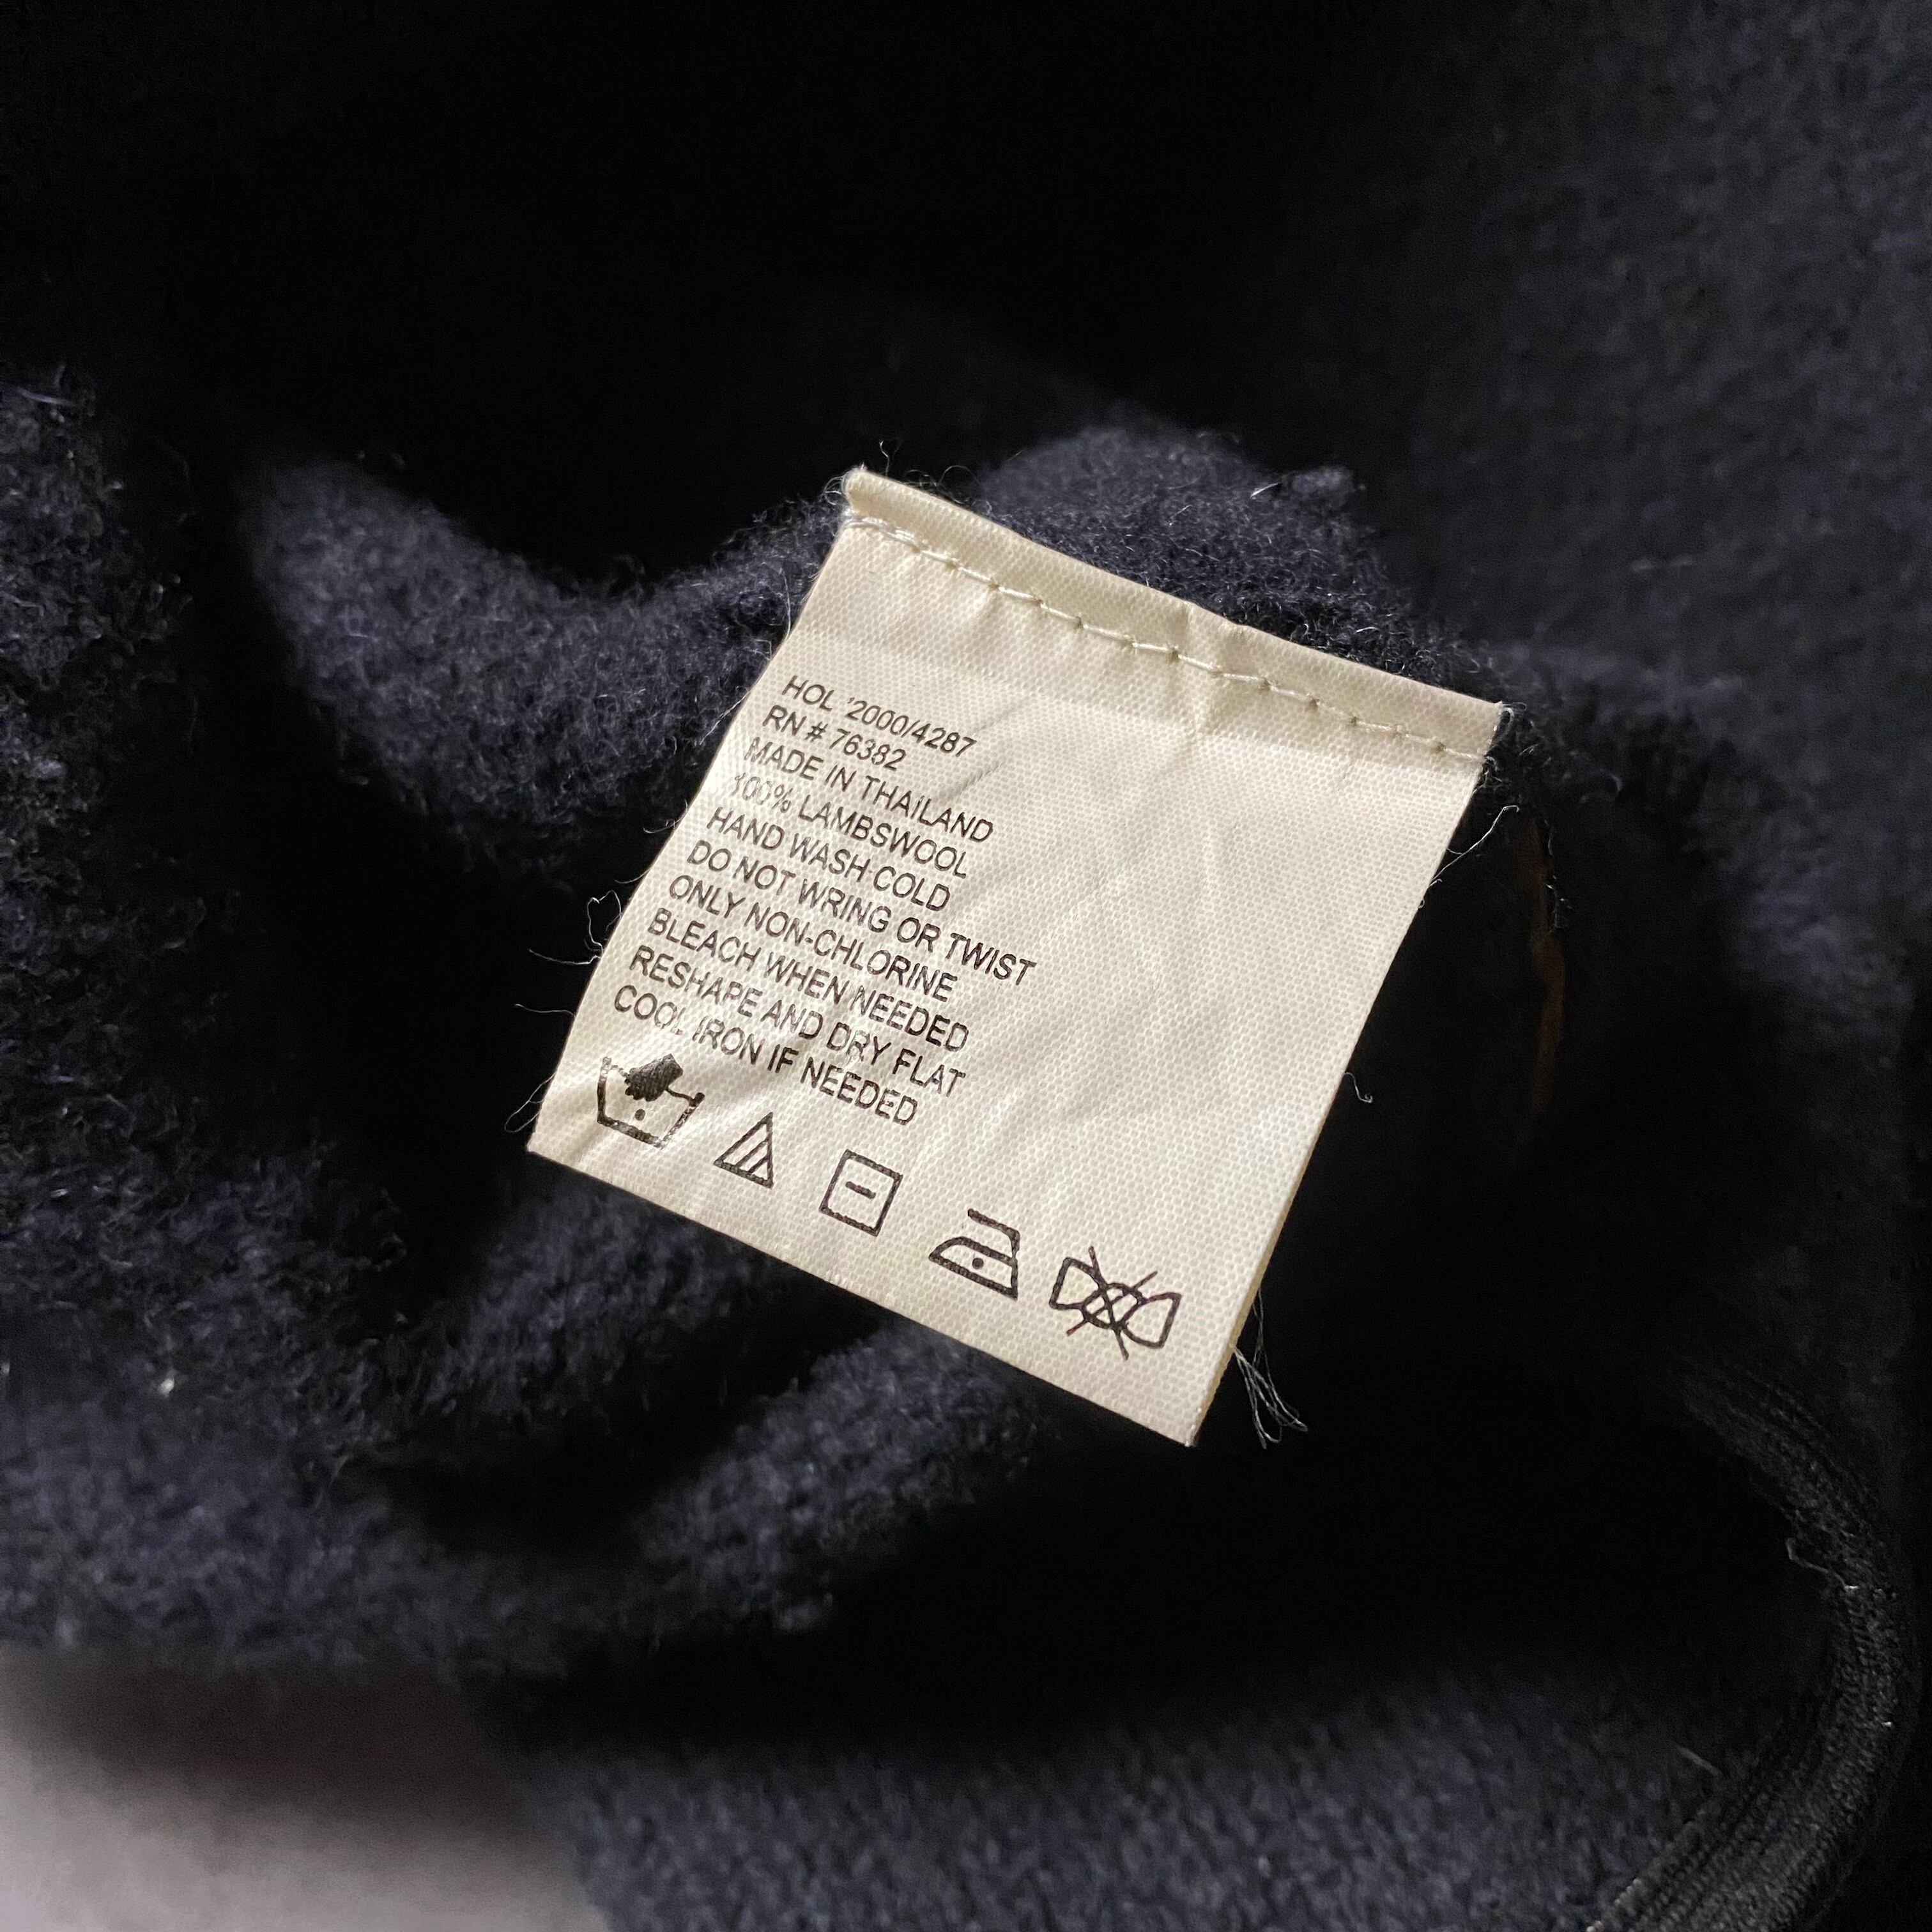 HOL '2000/4287
RN # 76382
MADE IN THAILAND
100% LAMBSWOOL
HAND WASH COLD
DO NOT WRING OR TWIST
ONLY NON-CHLORINE
BLEACH WHEN NEEDED
RESHAPE AND DRY FLAT
COOL IRON IF NEEDED